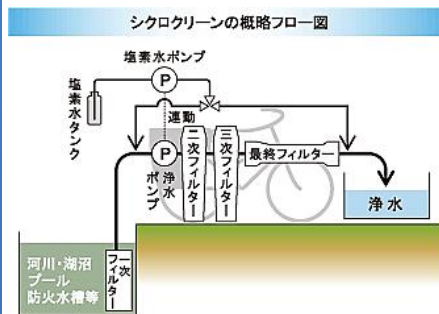 シクロクリーンの概略フロー図
塩素水ポンプ
P
塩素水タンク
連動
P
浄水
ポンプ
二次フィルター
三次フィルター
最終フィルター
浄水
河川・湖沼
プール
防火水槽等
一次
フィルター